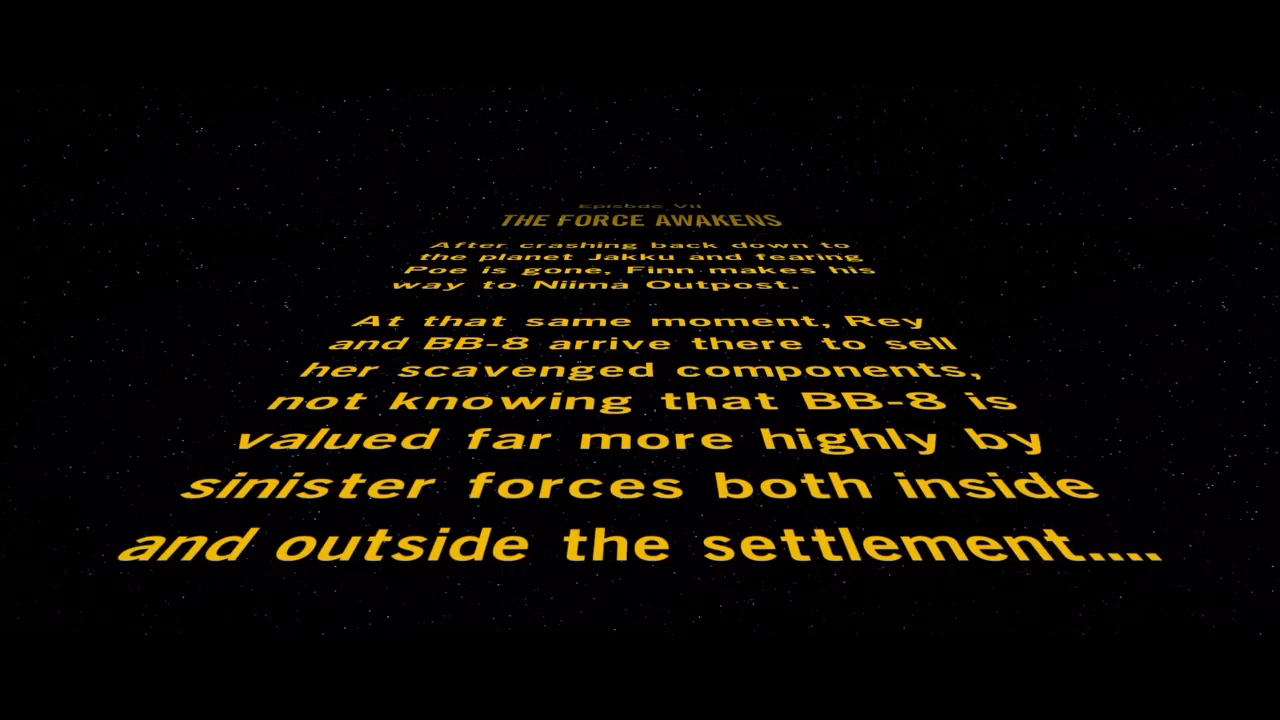 Episode VII
THE FORCE AWAKENS
After crashing back down to
the planet Jakku and fearing
Poe is gone, Finn makes his
way to Niima Outpost.
At that same moment, Rey
and BB-8 arrive there to sell
her scavenged components,
not knowing that BB-8 is
valued far more highly by
sinister forces both inside
and outside the settlement....